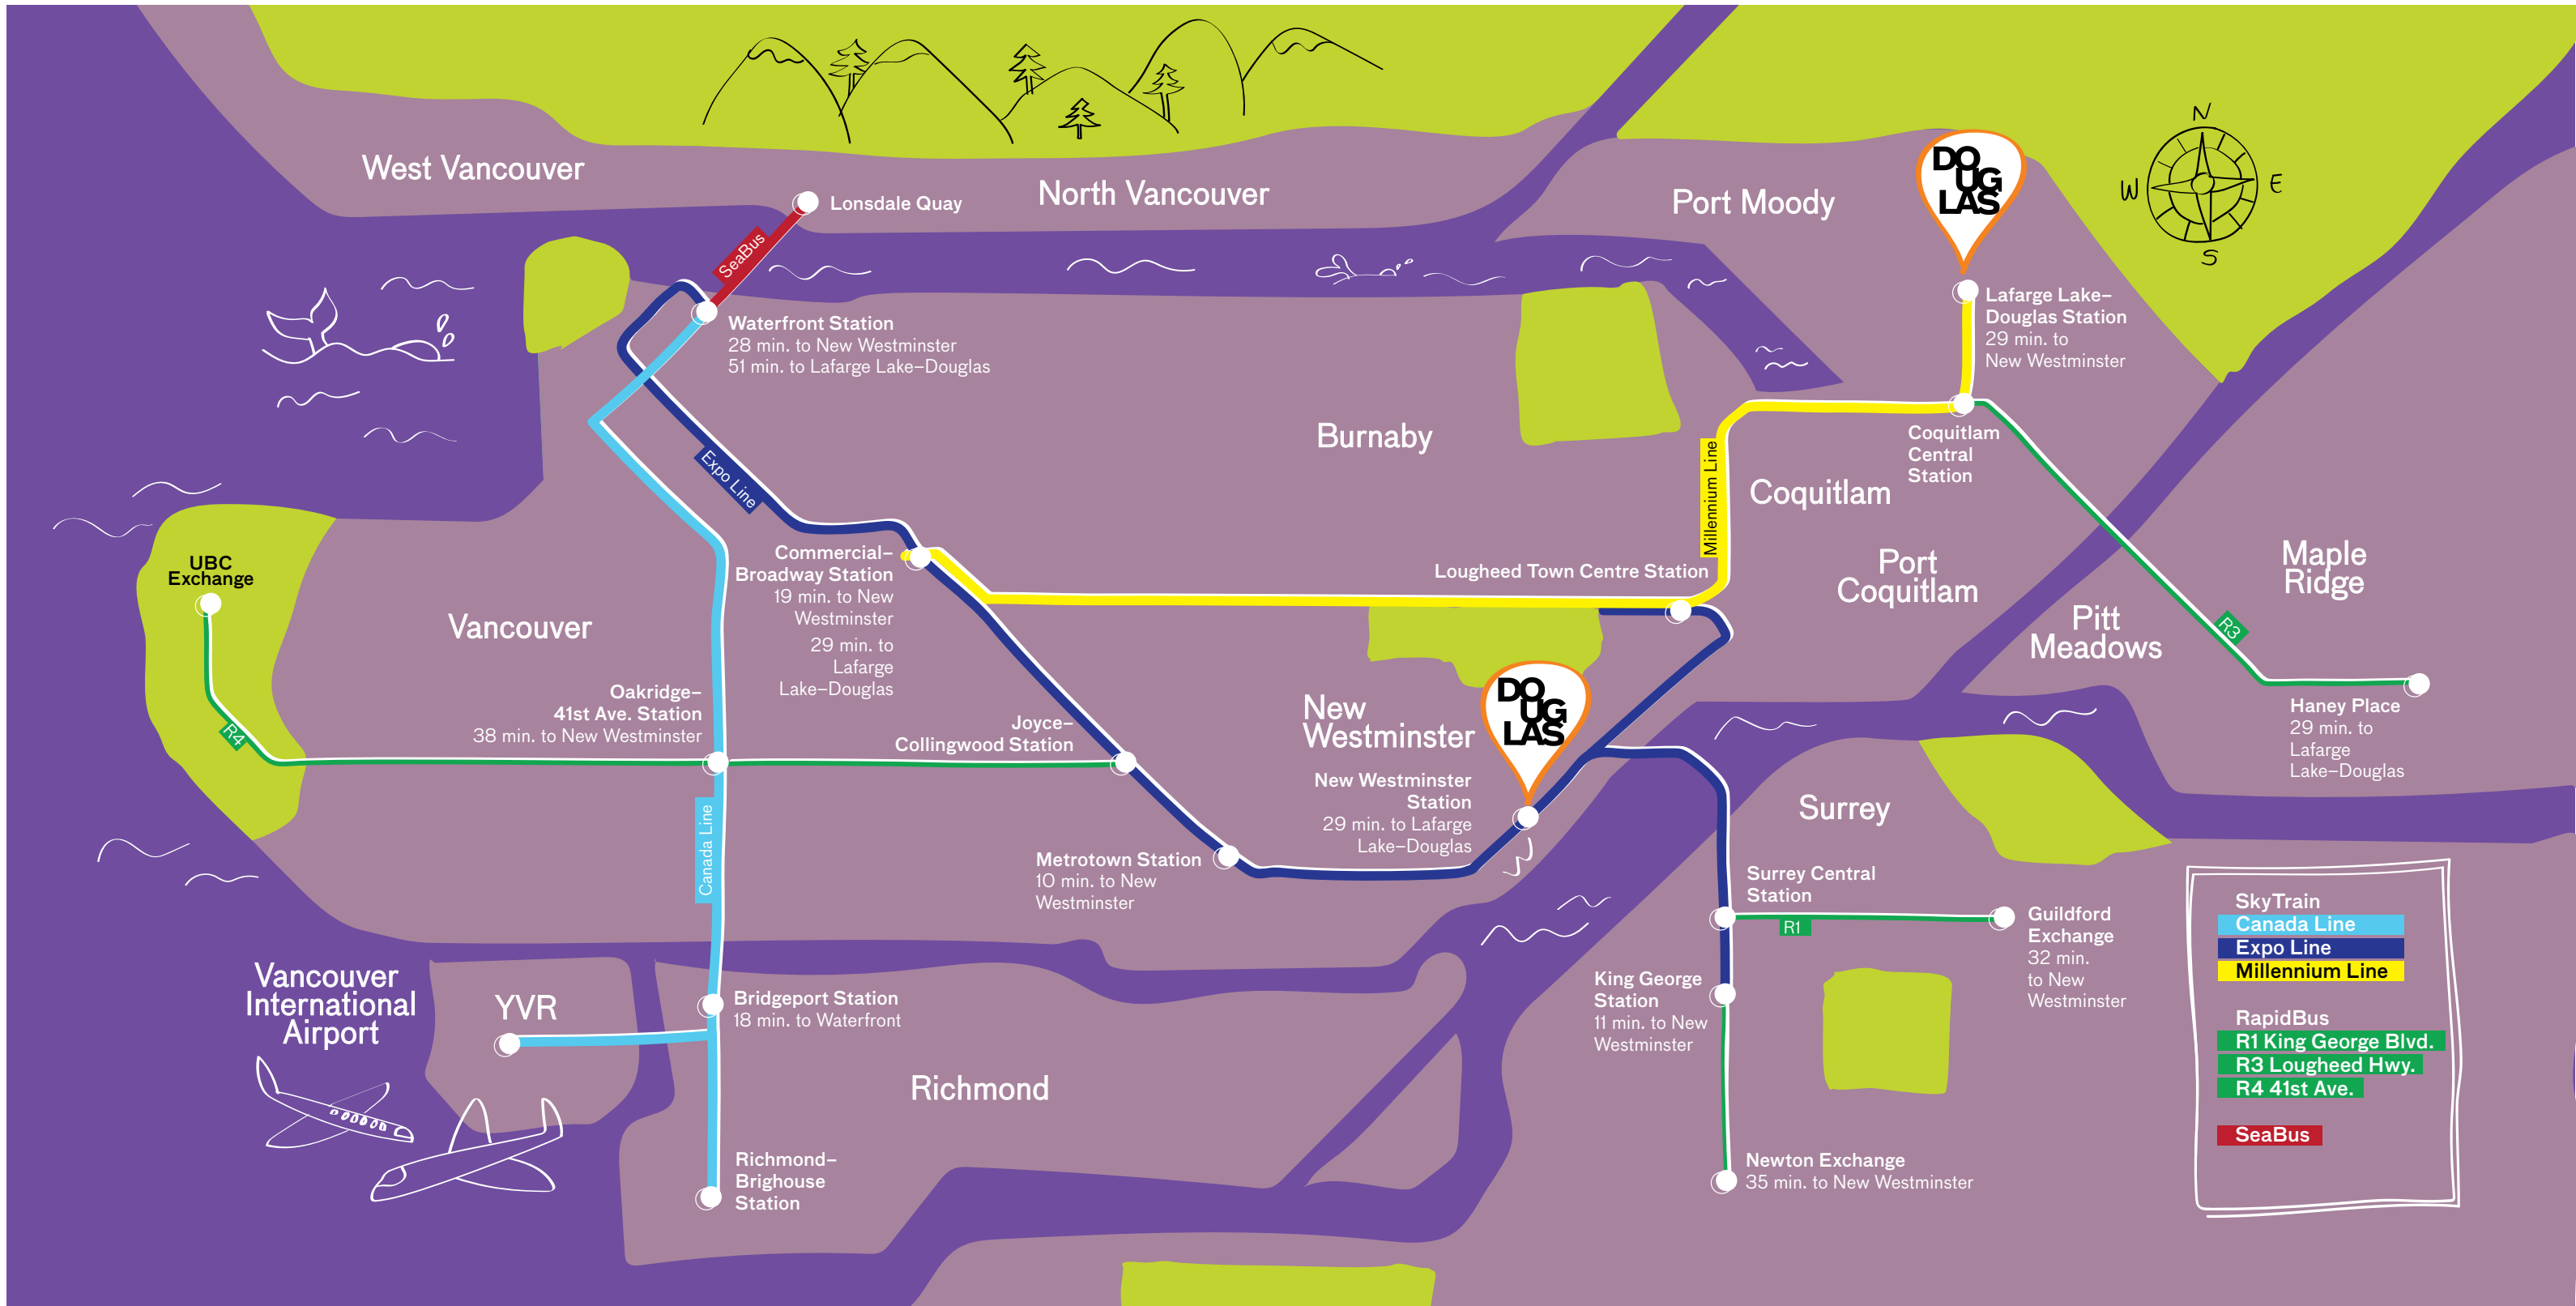 N
W
E
S
West Vancouver
North Vancouver
Port Moody
DO
UG
LAS
Lonsdale Quay
SeaBus
Waterfront Station
28 min. to New Westminster
51 min. to Lafarge Lake–Douglas
Lafarge Lake–
Douglas Station
29 min. to
New Westminster
Burnaby
Expo Line
Millennium Line
Coquitlam
Central
Station
Coquitlam
UBC
Exchange
Commercial–
Broadway Station
19 min. to New
Westminster
29 min. to
Lafarge
Lake–Douglas
Lougheed Town Centre Station
Port
Coquitlam
Maple
Ridge
Pitt
Meadows
R3
Vancouver
Oakridge–
41st Ave. Station
38 min. to New Westminster
R4
Joyce–
Collingwood Station
New
Westminster
DO
UG
LAS
New Westminster
Station
29 min. to Lafarge
Lake–Douglas
Haney Place
29 min. to
Lafarge
Lake–Douglas
Canada Line
Metrotown Station
10 min. to New
Westminster
Surrey
Surrey Central
Station
R1
Guildford
Exchange
32 min.
to New
Westminster
Vancouver
International
Airport
YVR
Bridgeport Station
18 min. to Waterfront
King George
Station
11 min. to New
Westminster
Richmond
Richmond–
Brighouse
Station
Newton Exchange
35 min. to New Westminster
SkyTrain
Canada Line
Expo Line
Millennium Line
RapidBus
R1 King George Blvd.
R3 Lougheed Hwy.
R4 41st Ave.
SeaBus